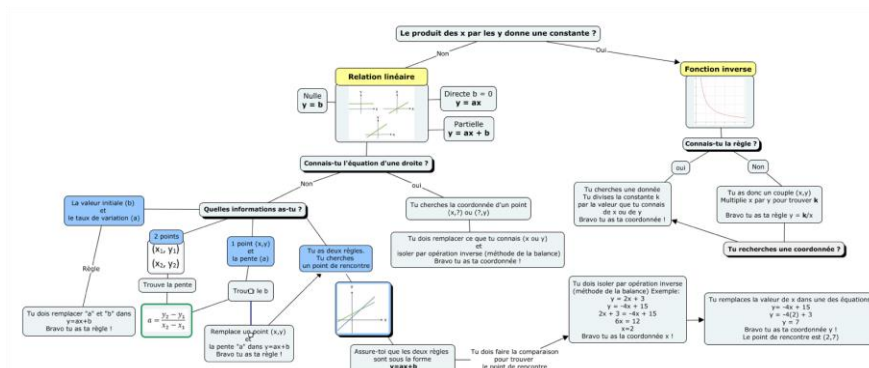 Le produit des x par les y donne une constante ?
Non
Oui
Relation linéaire
Fonction inverse
Nulle
y = b
Directe b = 0
y = ax
Partielle
y = ax + b
Connais-tu l'équation d'une droite ?
Connais-tu la règle ?
Non
oui
oui
Non
La valeur initiale (b)
et
le taux de variation (a)
Quelles informations as-tu ?
Tu cherches la coordonnée d'un point
(x,?) ou (?,y)
Tu cherches une donnée
Tu divises la constante k
par la valeur que tu connais
de x ou de y
Bravo tu as ta coordonnée !
Tu as donc un couple (x,y)
Multiplie x par y pour trouver k
Bravo tu as ta règle y = k/x
Tu recherches une coordonnée ?
2 points
(x₁, y₁)
(x₂, y₂)
1 point (x,y)
et
la pente (a)
Tu as deux règles.
Tu cherches
un point de rencontre
Tu dois remplacer ce que tu connais (x ou y)
et
isoler par opération inverse (méthode de la balance)
Bravo tu as ta coordonnée !
Règle
Trouve la pente
le b
Tu dois remplacer "a" et "b" dans
y=ax+b
Bravo tu as ta règle !
Remplace un point (x,y)
et
la pente "a" dans y=ax+b
Bravo tu as ta règle !
Assure-toi que les deux règles
sont sous la forme
y=ax+b
Tu dois faire la comparaison
pour trouver
le point de rencontre
Tu dois isoler par opération inverse
(méthode de la balance) Exemple:
y = 2x + 3
y = -4x + 15
2x + 3 = -4x + 15
6x = 12
x=2
Bravo tu as ta coordonnée x !
Tu remplaces la valeur de x dans une des équations
y = -4x + 15
y = -4(2) + 3
y = 7
Bravo tu as ta coordonnée y !
Le point de rencontre est (2,7)